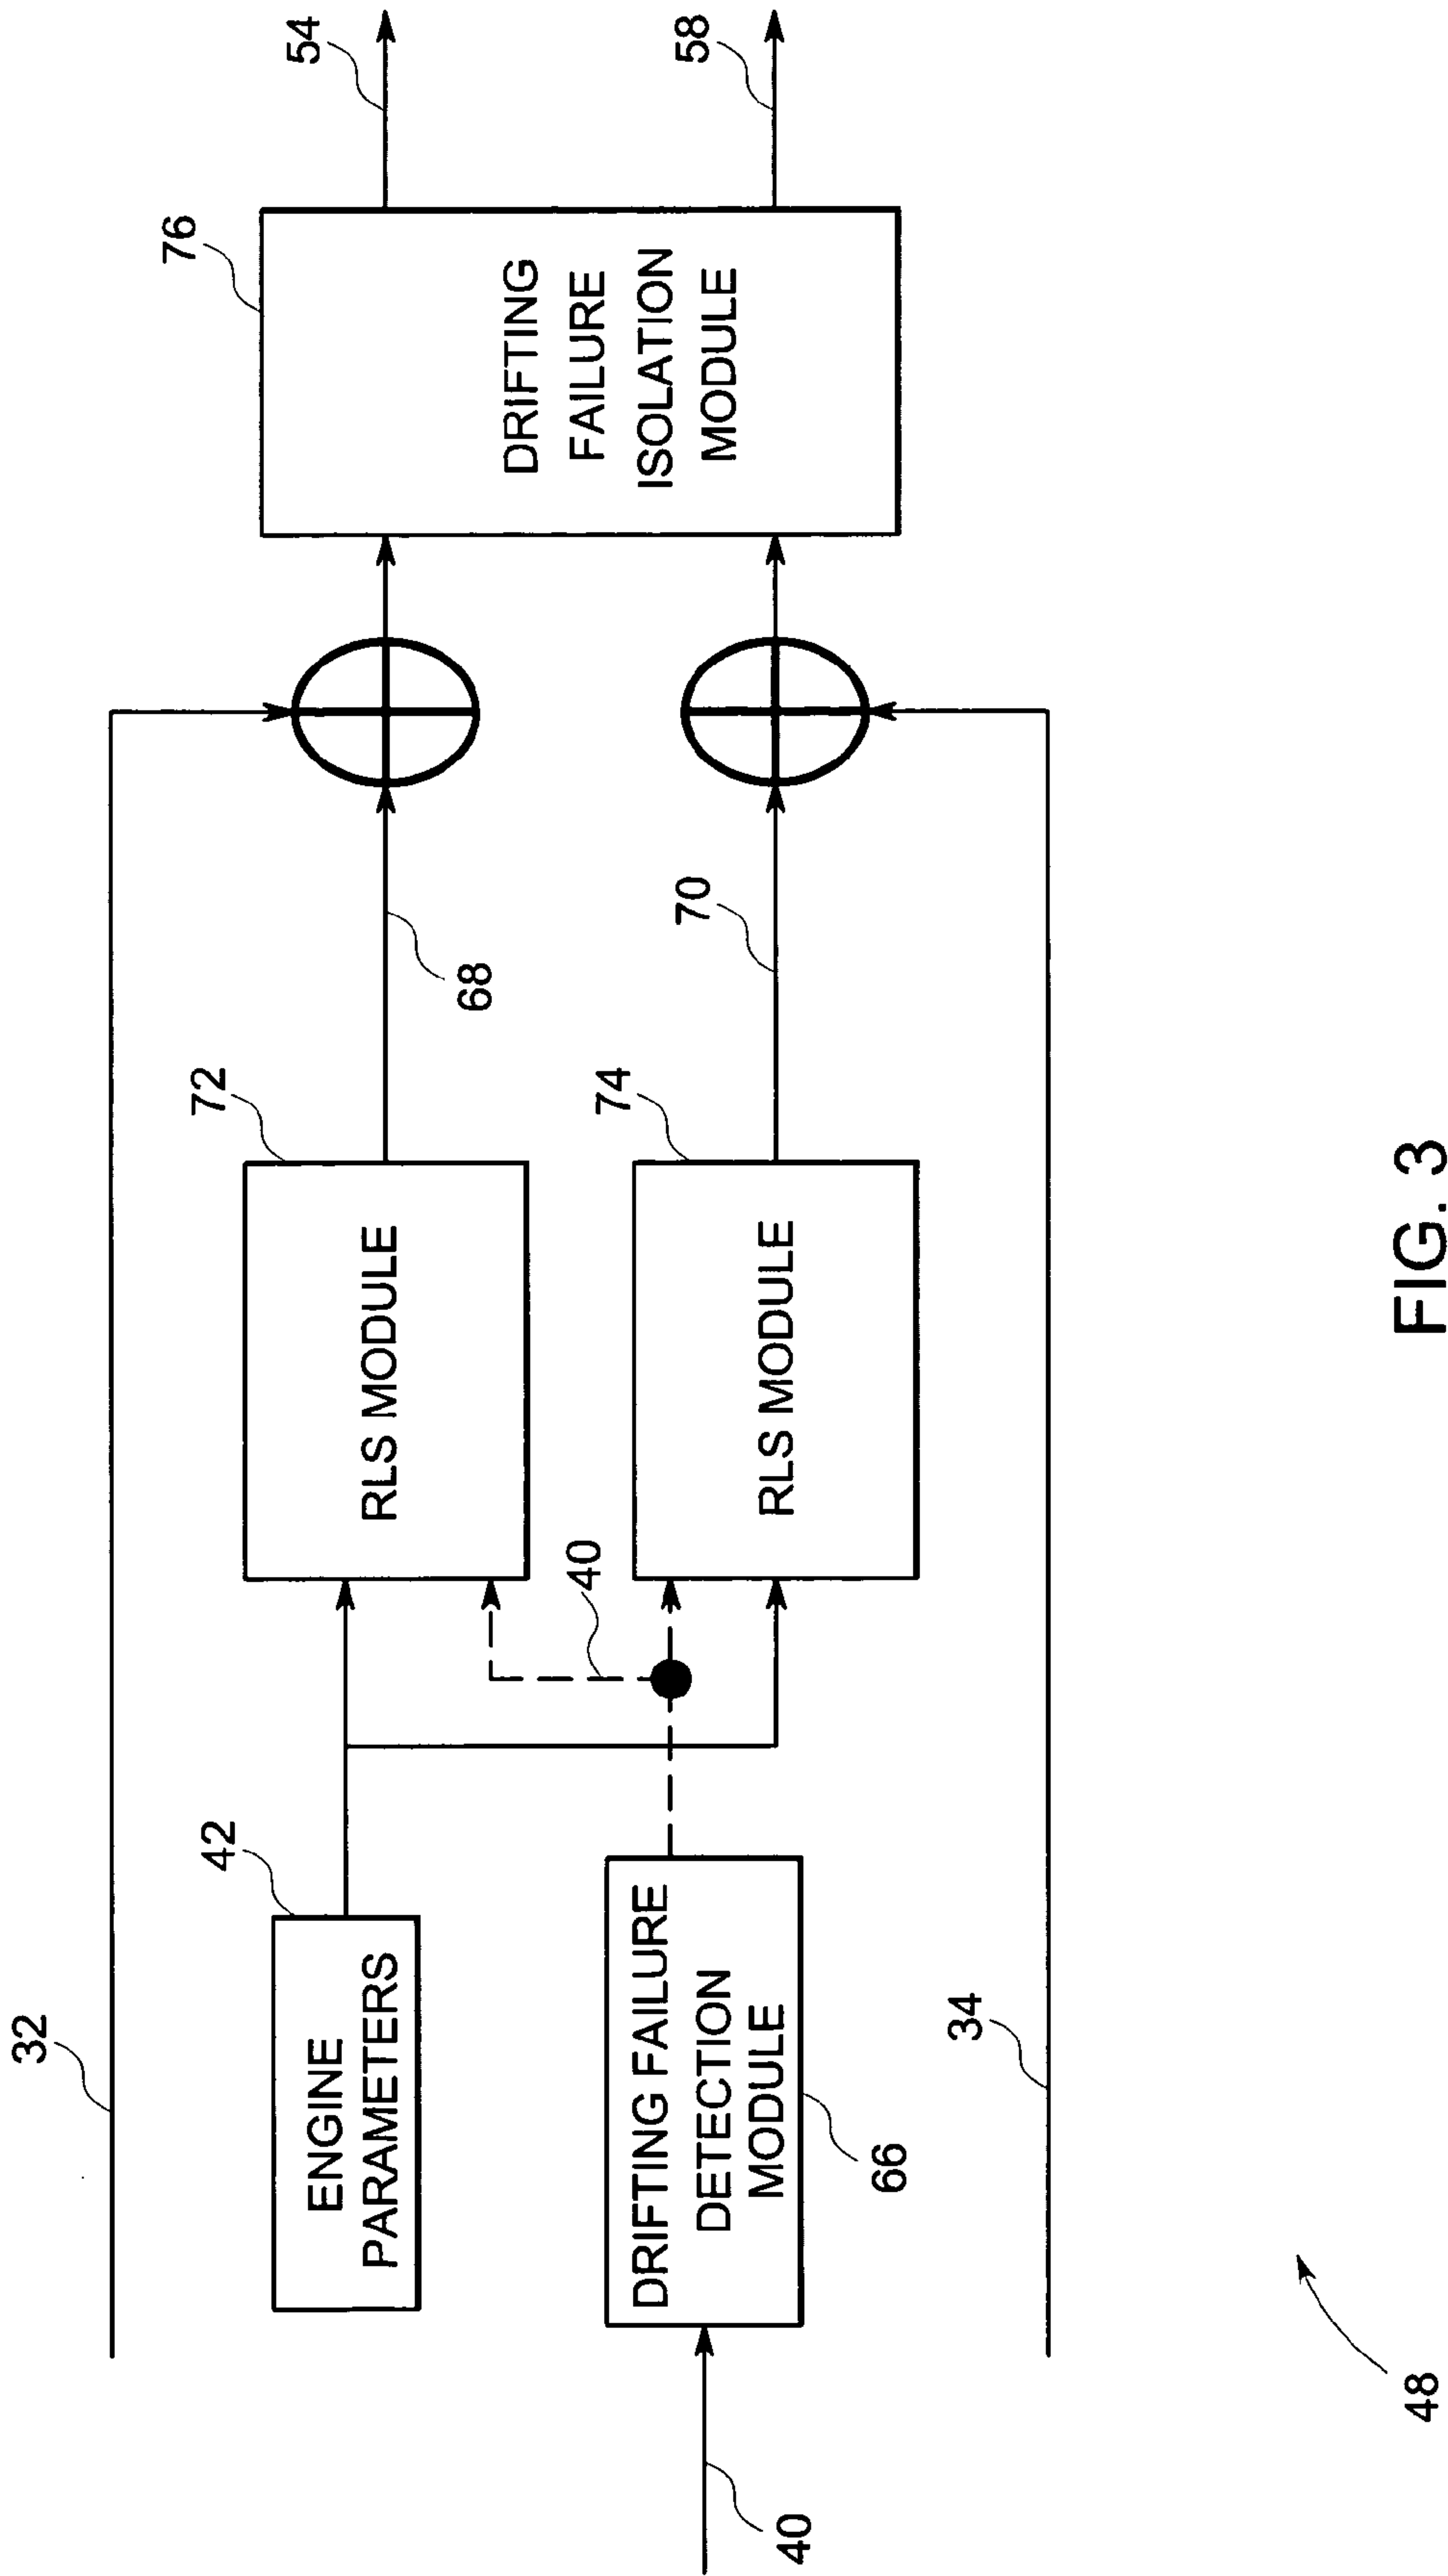 32
42
ENGINE
PARAMETERS
40
DRIFTING FAILURE
DETECTION
MODULE
66
34
72
RLS MODULE
40
74
RLS MODULE
68
70
76
DRIFTING
FAILURE
ISOLATION
MODULE
54
58
48
FIG. 3